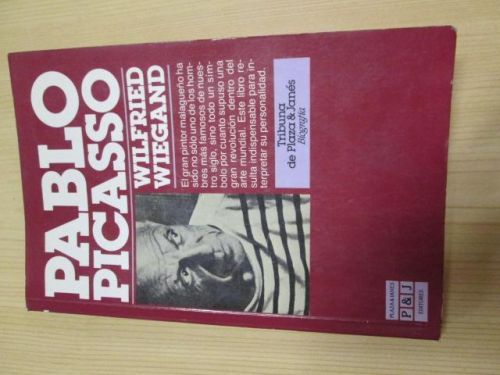 PABLO
PICASSO
WILFRIED
WIEGAND
El gran pintor malagueño ha
sido no sólo uno de los hom-
bres más famosos de nues-
tro siglo, sino todo un sím-
bolo por cuanto supuso una
gran revolución dentro del
arte mundial. Este libro re-
sulta indispensable para in-
terpretar su personalidad.
Tribuna
de Plaza & Janés
Biografía
PLAZA & JANES
P & J
EDITORES